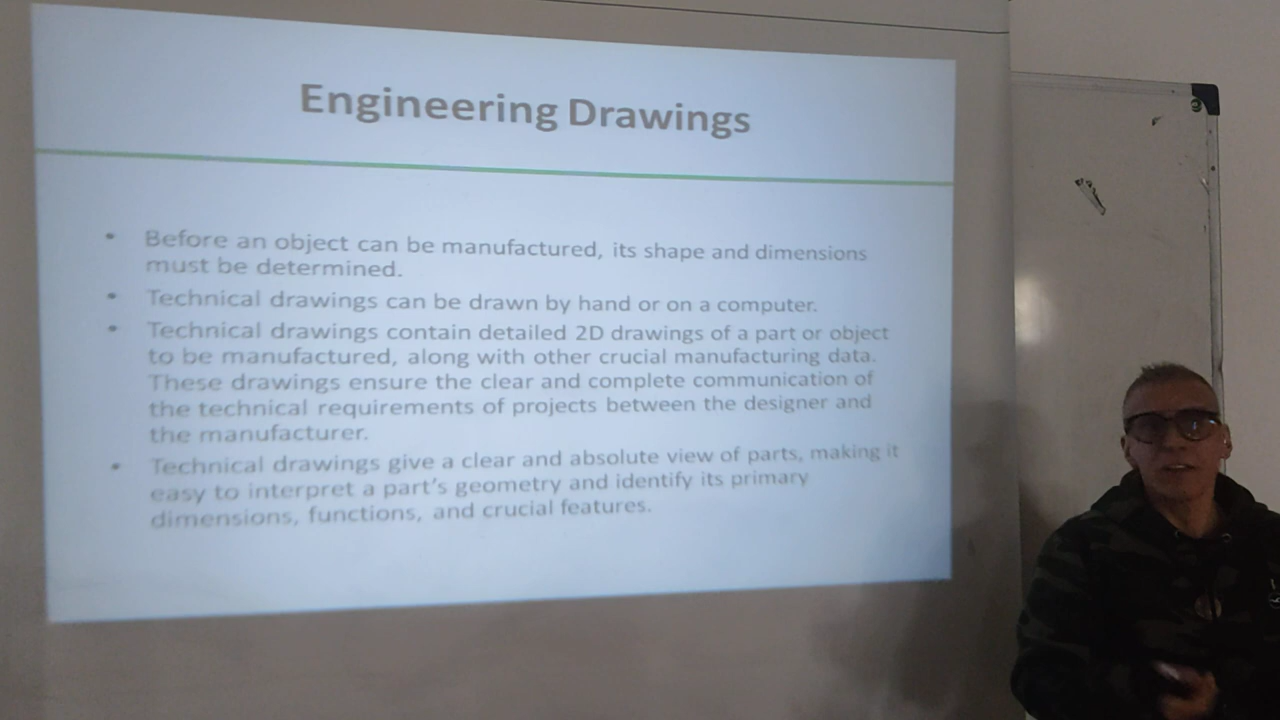 Engineering Drawings
• Before an object can be manufactured, its shape and dimensions
must be determined.
• Technical drawings can be drawn by hand or on a computer.
• Technical drawings contain detailed 2D drawings of a part or object
to be manufactured, along with other crucial manufacturing data.
These drawings ensure the clear and complete communication of
the technical requirements of projects between the designer and
the manufacturer.
• Technical drawings give a clear and absolute view of parts, making it
easy to interpret a part's geometry and identify its primary
dimensions, functions, and crucial features.